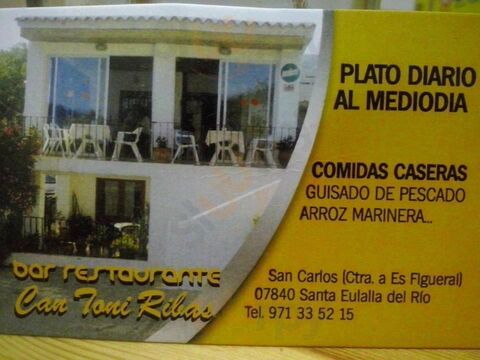 PLATO DIARIO
AL MEDIODIA
COMIDAS CASERAS
GUISADO DE PESCADO
ARROZ MARINERA...
bar restaurante
Can Toni Ribas
San Carlos (Ctra. a Es Figueral)
07840 Santa Eulalla del Río
Tel. 971 33 52 15